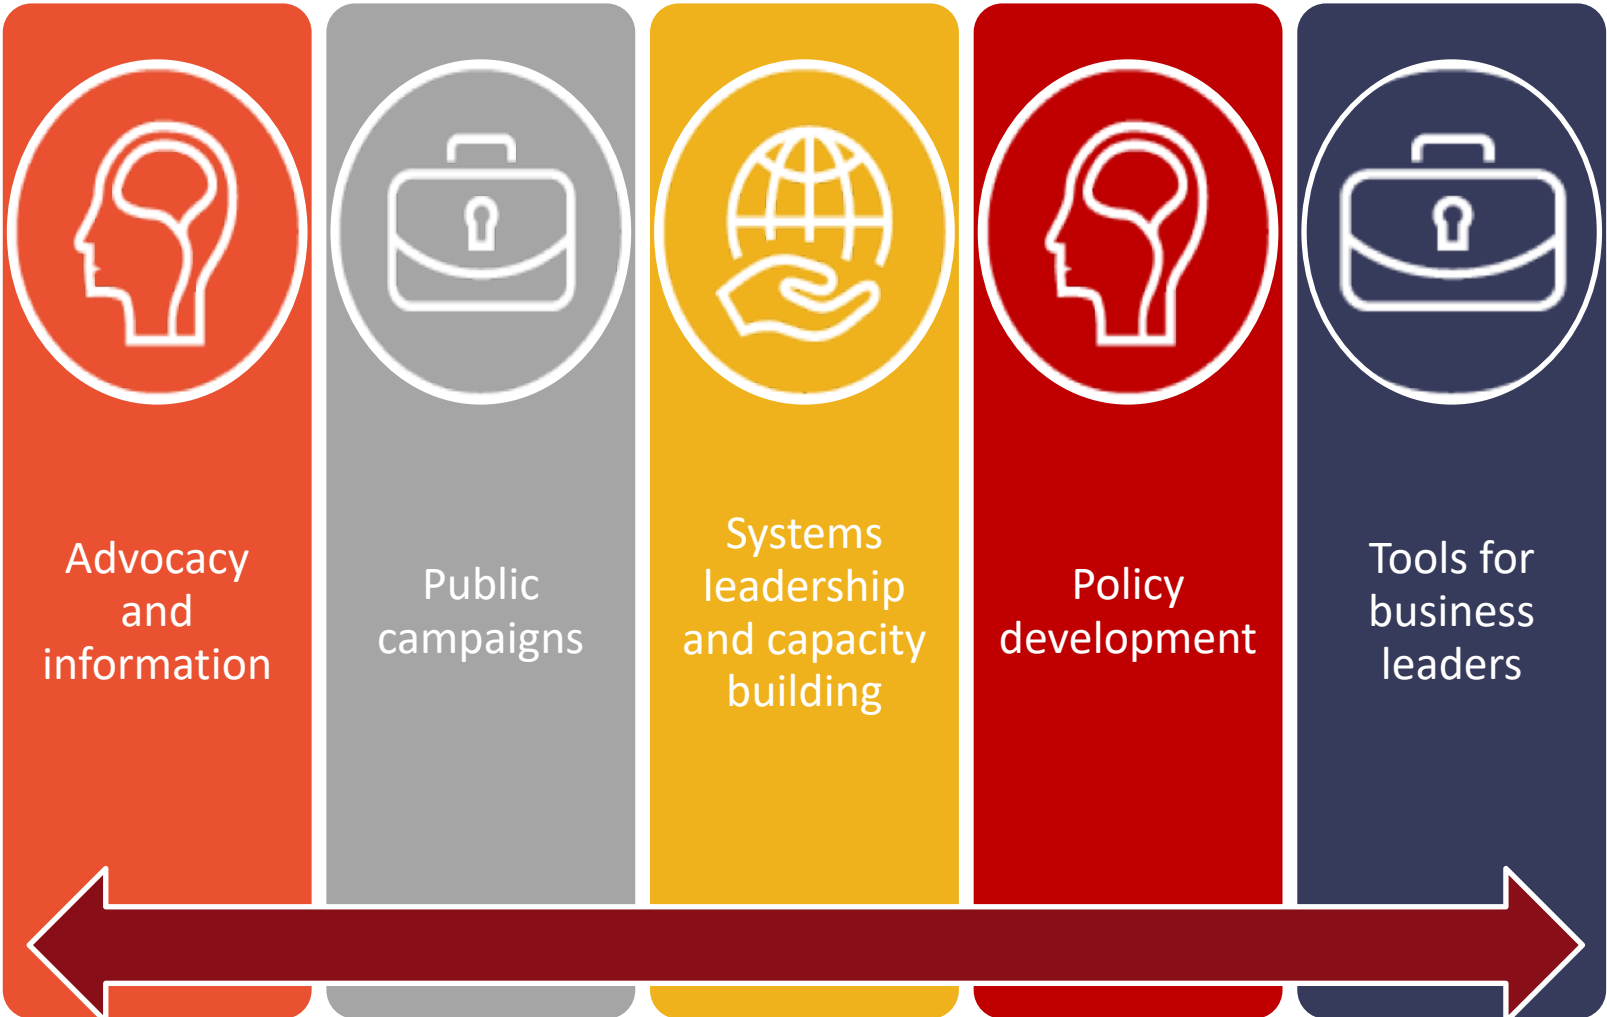 Advocacy
and
information
Public
campaigns
Systems
leadership
and capacity
building
Policy
development
Tools for
business
leaders